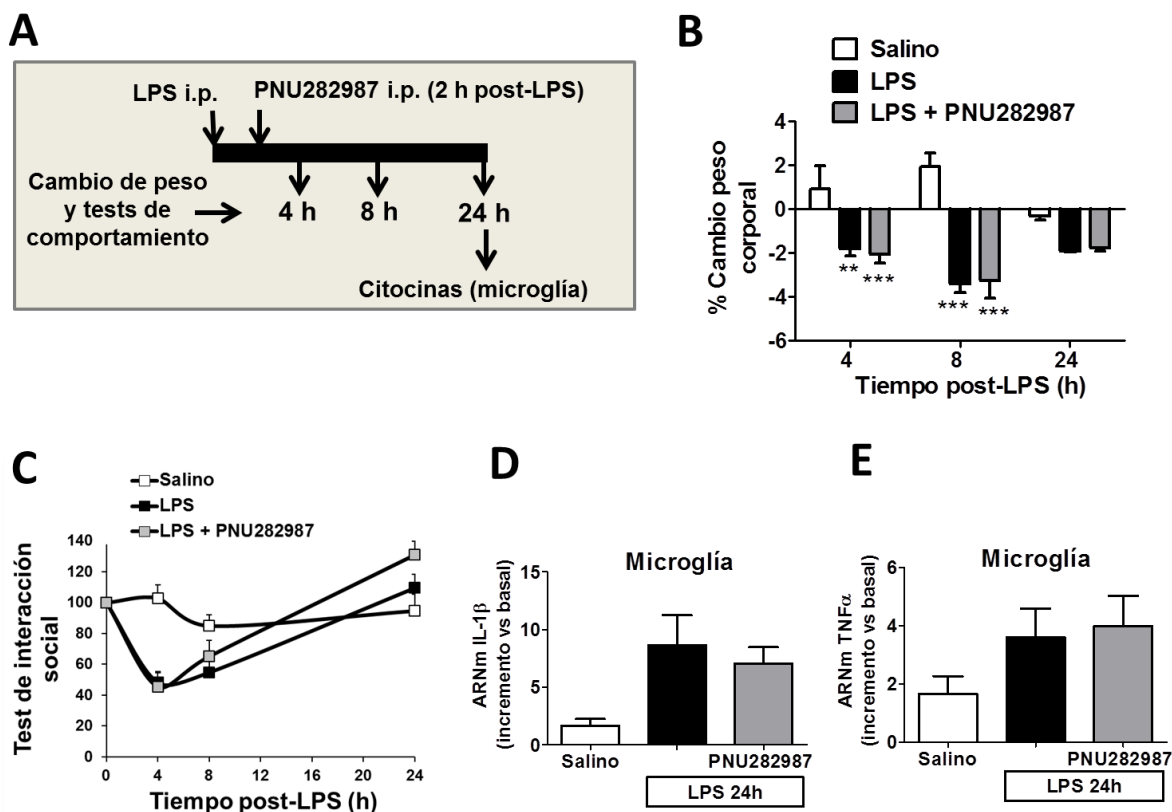 A
LPS i.p.
PNU282987 i.p. (2 h post-LPS)
Cambio de peso
y tests de
comportamiento
4 h
8 h
24 h
Citocinas (microglía)
B
Salino
LPS
LPS + PNU282987
% Cambio peso
corporal
4
2
0
-2
-4
-6
**
***
***
***
4
8
24
Tiempo post-LPS (h)
C
Salino
LPS
LPS + PNU282987
Test de interacción
social
140
120
100
80
60
40
20
0
0
4
8
12
16
20
24
Tiempo post-LPS (h)
D
Microglía
ARNm IL-1β
(incremento vs basal)
15
10
5
0
Salino
PNU282987
LPS 24h
E
Microglía
ARNm TNFα
(incremento vs basal)
6
4
2
0
Salino
PNU282987
LPS 24h